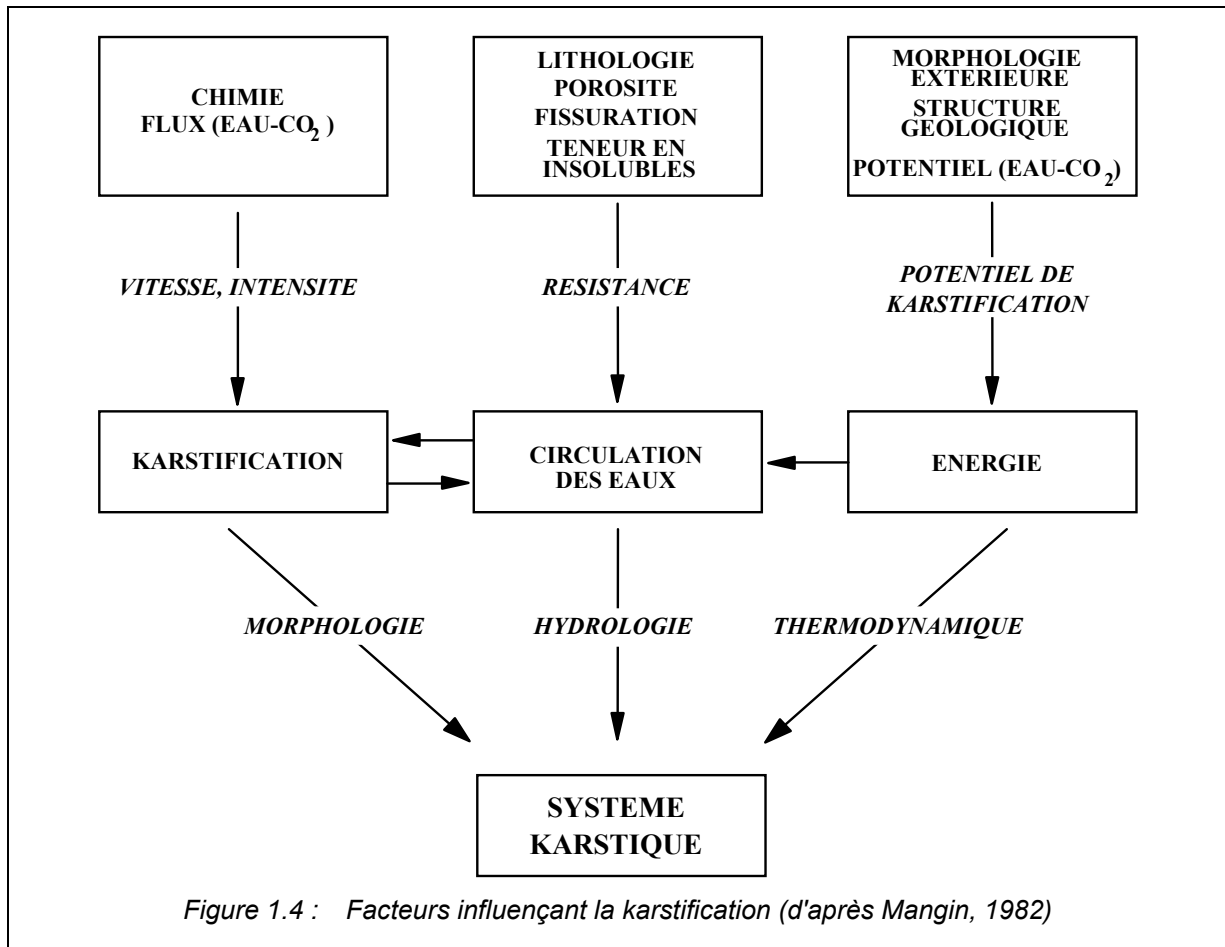 CHIMIE
FLUX (EAU-CO2 )
LITHOLOGIE
POROSITE
FISSURATION
TENEUR EN
INSOLUBLES
MORPHOLOGIE
EXTERIEURE
STRUCTURE
GEOLOGIQUE
POTENTIEL (EAU-CO2)
VITESSE, INTENSITE
RESISTANCE
POTENTIEL DE
KARSTIFICATION
KARSTIFICATION
CIRCULATION
DES EAUX
ENERGIE
MORPHOLOGIE
HYDROLOGIE
THERMODYNAMIQUE
SYSTEME
KARSTIQUE
Figure 1.4 : Facteurs influençant la karstification (d'après Mangin, 1982)